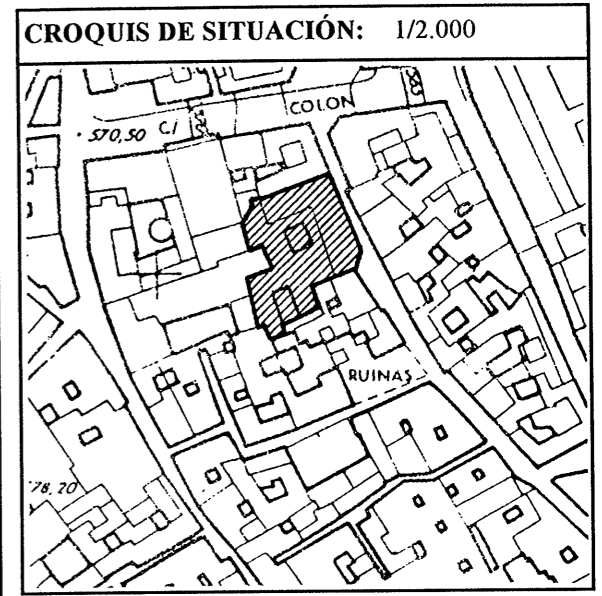 CROQUIS DE SITUACIÓN: 1/2.000
COLON
570,50 C/
RUINAS
78,20